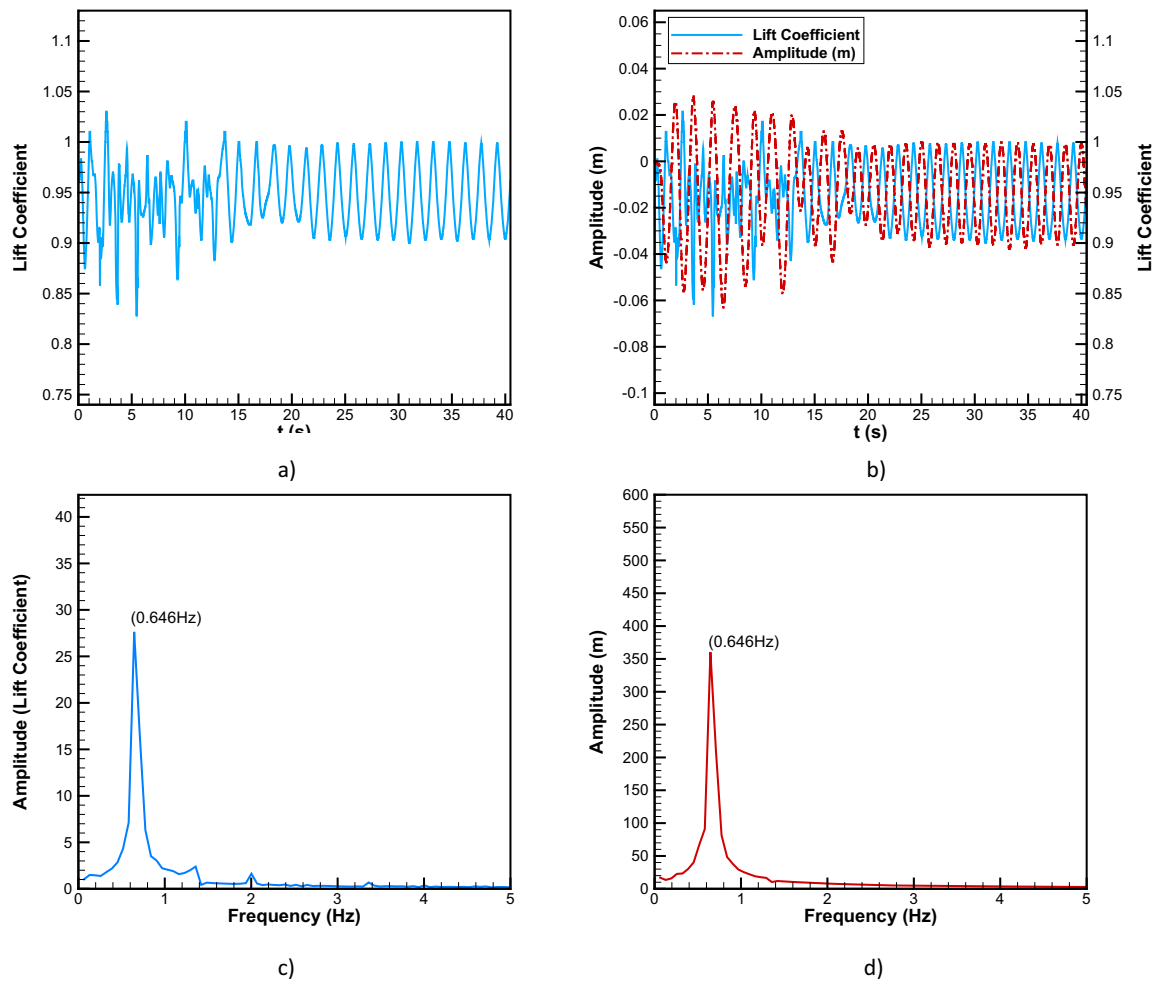 1.1
1.05
1
0.95
0.9
0.85
0.8
0.75
Lift Coefficient
0 5 10 15 20 25 30 35 40
t (s)
a)
0.06
0.04
0.02
0
-0.02
-0.04
-0.06
-0.08
-0.1
Amplitude (m)
Lift Coefficient
Amplitude (m)
1.1
1.05
1
0.95
0.9
0.85
0.8
0.75
Lift Coefficient
0 5 10 15 20 25 30 35 40
t (s)
b)
40
35
30
25
20
15
10
5
0
Amplitude (Lift Coefficient)
(0.646Hz)
0 1 2 3 4 5
Frequency (Hz)
c)
600
550
500
450
400
350
300
250
200
150
100
50
0
Amplitude (m)
(0.646Hz)
0 1 2 3 4 5
Frequency (Hz)
d)